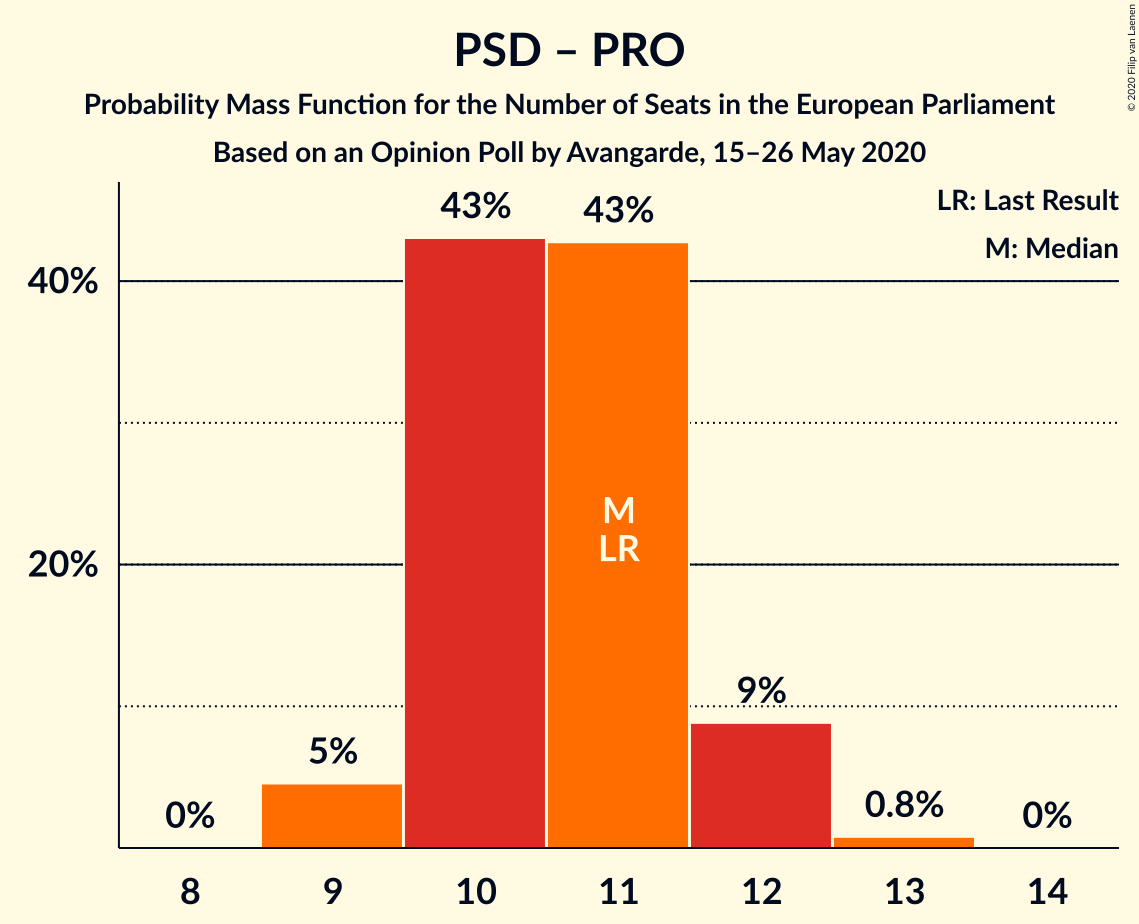 PSD – PRO
Probability Mass Function for the Number of Seats in the European Parliament
Based on an Opinion Poll by Avangarde, 15–26 May 2020
© 2020 Filip van Laenen
LR: Last Result
M: Median
43%
43%
40%
M
LR
20%
9%
5%
0.8%
0%
0%
8
9
10
11
12
13
14